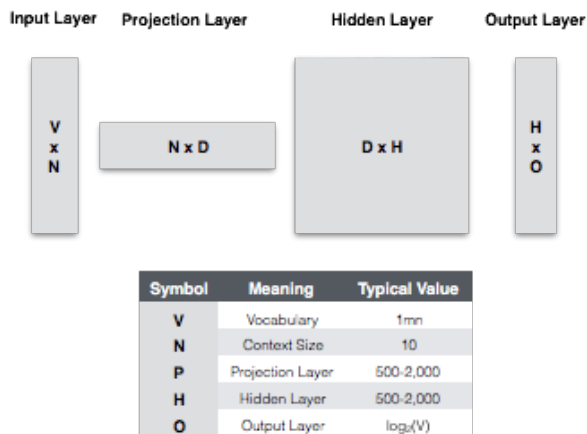 Input Layer Projection Layer Hidden Layer Output Layer
V
x
N
N x D
D x H
H
x
O
Symbol Meaning Typical Value
V Vocabulary 1mn
N Context Size 10
P Projection Layer 500-2,000
H Hidden Layer 500-2,000
O Output Layer log₂(V)